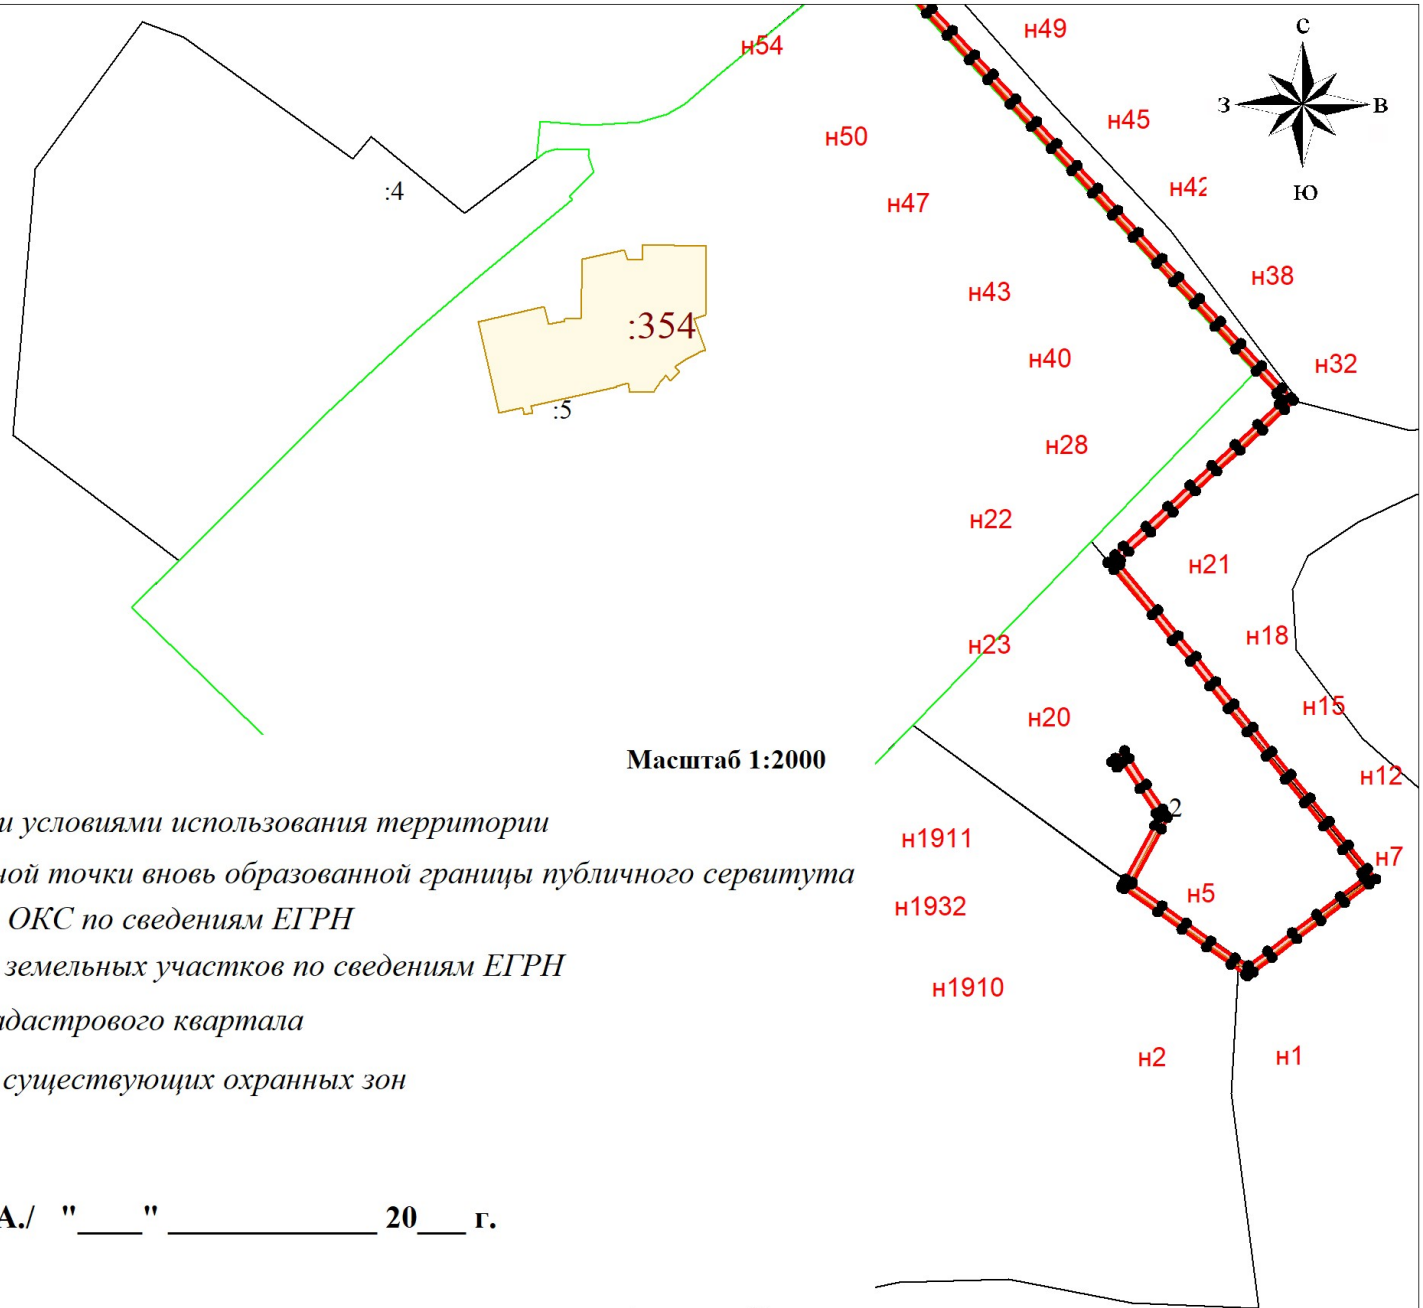 С
З
В
Ю
н54
н49
н45
н50
н42
:4
н47
н38
н43
:354
н40
н32
:5
н28
н22
н21
н18
н23
н15
н20
Масштаб 1:2000
н12
2
и условиями использования территории
н1911
н7
ной точки вновь образованной границы публичного сервитута
н5
н1932
ОКС по сведениям ЕГРН
земельных участков по сведениям ЕГРН
н1910
адастрового квартала
н2
н1
существующих охранных зон
А./ "____" ______________ 20___ г.